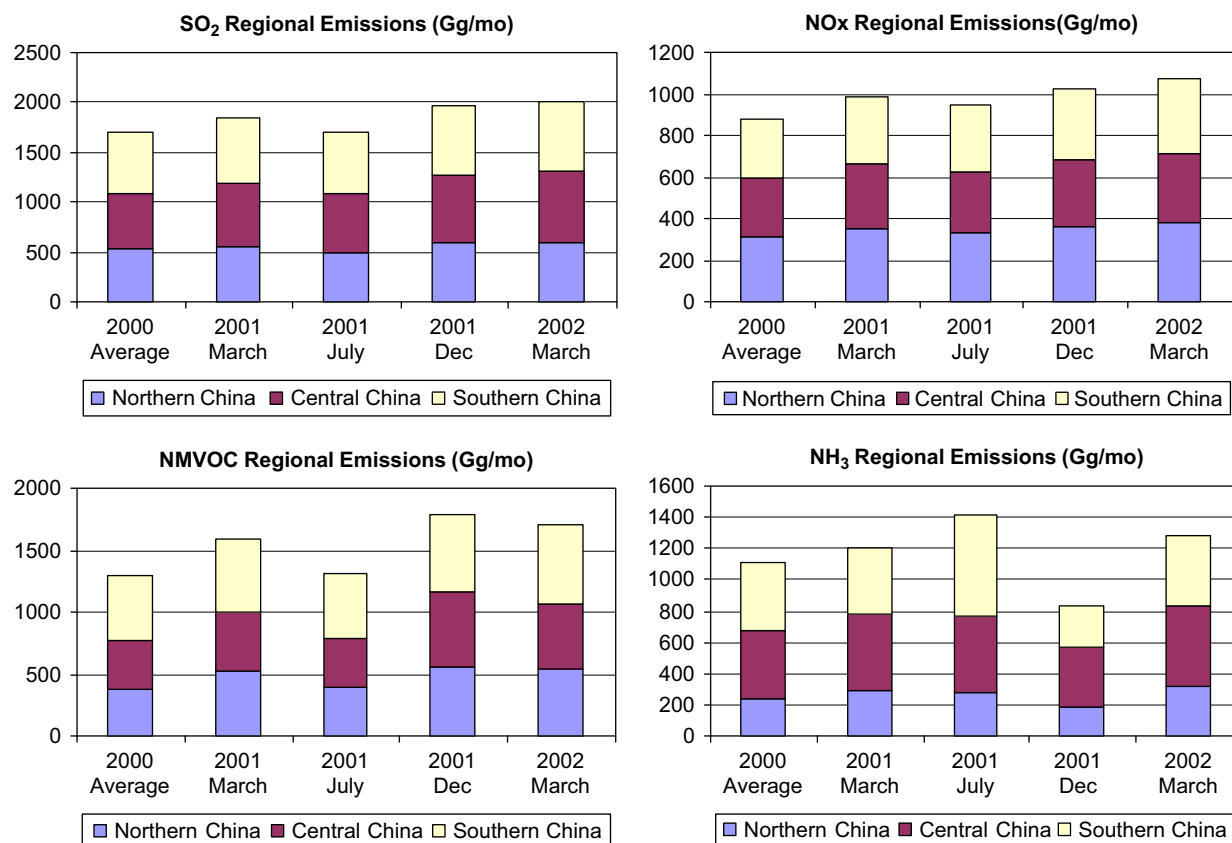 SO₂ Regional Emissions (Gg/mo)
2500
2000
1500
1000
500
0
2000 Average
2001 March
2001 July
2001 Dec
2002 March
Northern China Central China Southern China
NOx Regional Emissions(Gg/mo)
1200
1000
800
600
400
200
0
2000 Average
2001 March
2001 July
2001 Dec
2002 March
Northern China Central China Southern China
NMVOC Regional Emissions (Gg/mo)
2000
1500
1000
500
0
2000 Average
2001 March
2001 July
2001 Dec
2002 March
Northern China Central China Southern China
NH₃ Regional Emissions (Gg/mo)
1600
1400
1200
1000
800
600
400
200
0
2000 Average
2001 March
2001 July
2001 Dec
2002 March
Northern China Central China Southern China